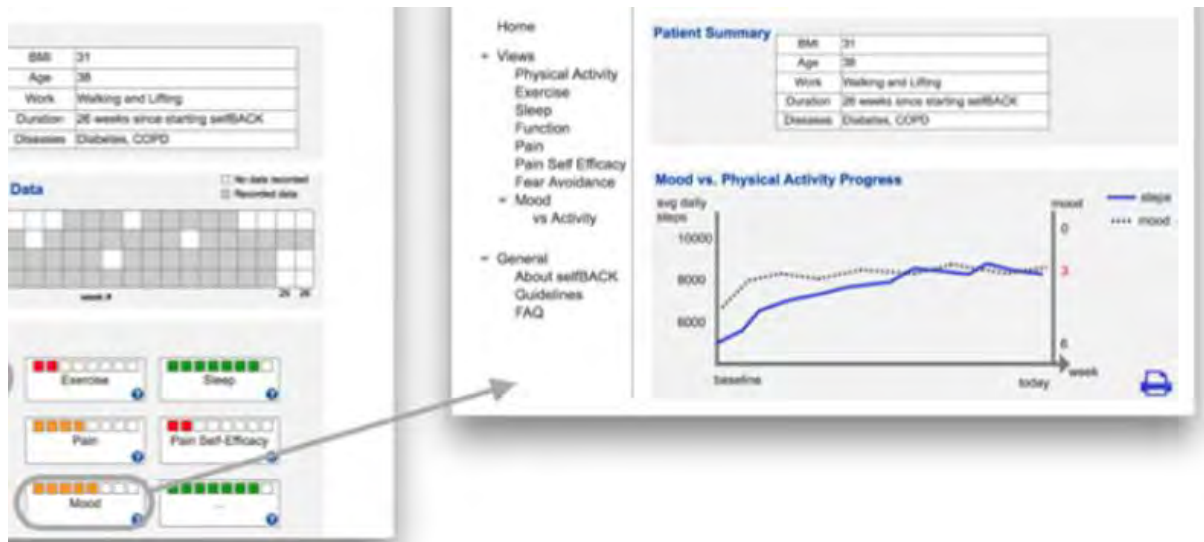 BMI 31
Age 38
Work Walking and Lifting
Duration 26 weeks since starting selfBACK
Diseases Diabetes, COPD
Data
No data recorded
Recorded data
week #
25 26
Exercise
Sleep
Pain
Pain Self-Efficacy
Mood
...
Home
- Views
Physical Activity
Exercise
Sleep
Function
Pain
Pain Self Efficacy
Fear Avoidance
- Mood
vs Activity
- General
About selfBACK
Guidelines
FAQ
Patient Summary
BMI 31
Age 38
Work Walking and Lifting
Duration 26 weeks since starting selfBACK
Diseases Diabetes, COPD
Mood vs. Physical Activity Progress
avg daily
steps
10000
8000
6000
mood
0
3
6
steps
mood
baseline
today
week